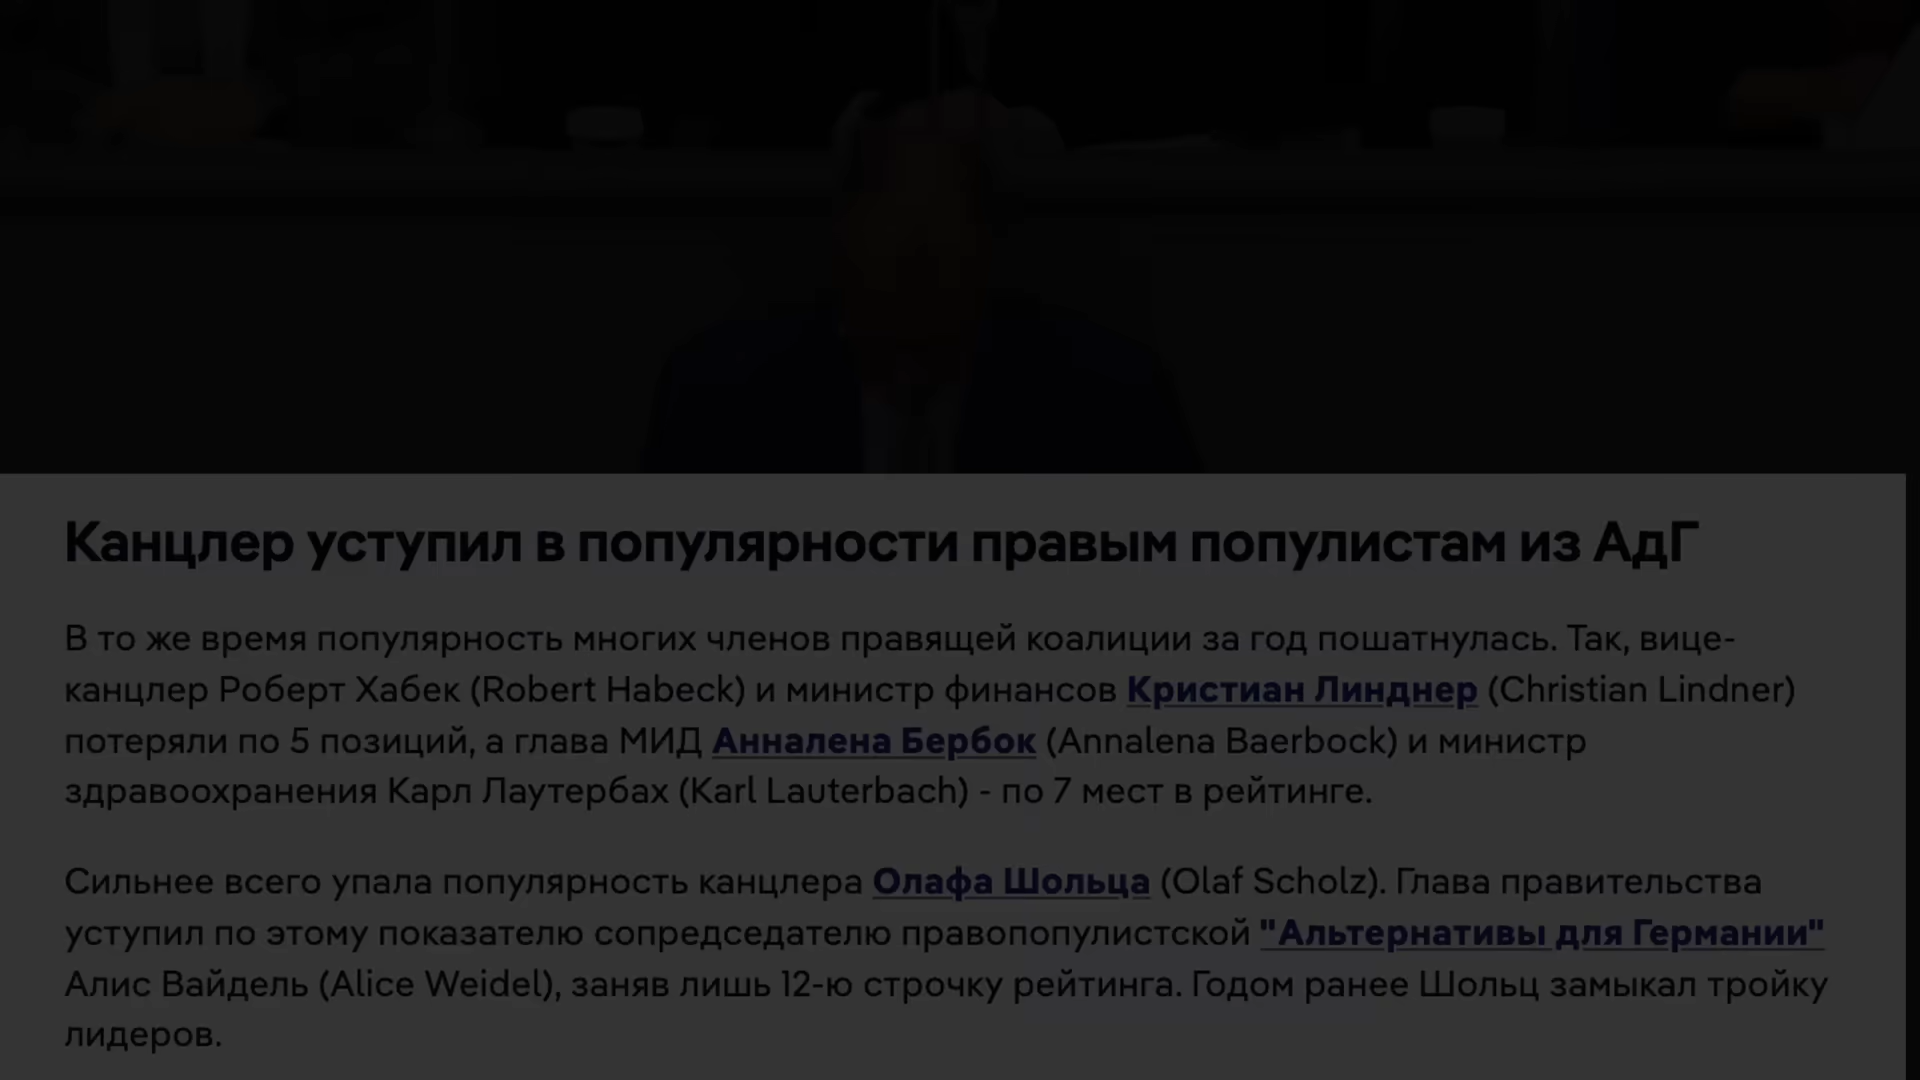 Канцлер уступил в популярности правым популистам из АдГ
В то же время популярность многих членов правящей коалиции за год пошатнулась. Так, вице-
канцлер Роберт Хабек (Robert Habeck) и министр финансов Кристиан Линднер (Christian Lindner)
потеряли по 5 позиций, а глава МИД Анналена Бербок (Annalena Baerbock) и министр
здравоохранения Карл Лаутербах (Karl Lauterbach) - по 7 мест в рейтинге.
Сильнее всего упала популярность канцлера Олафа Шольца (Olaf Scholz). Глава правительства
уступил по этому показателю сопредседателю правопопулистской "Альтернативы для Германии"
Алис Вайдель (Alice Weidel), заняв лишь 12-ю строчку рейтинга. Годом ранее Шольц замыкал тройку
лидеров.